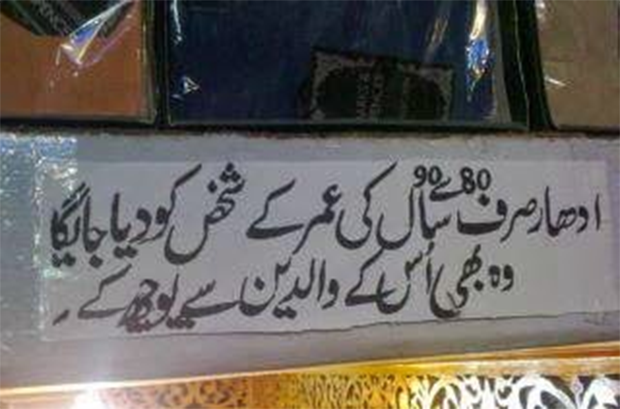 ادھار صرف 80 سے 90 سال کی عمر کے شخص کو دیا جائیگا
وہ بھی اُس کے والدین سے پوچھ کے ۔